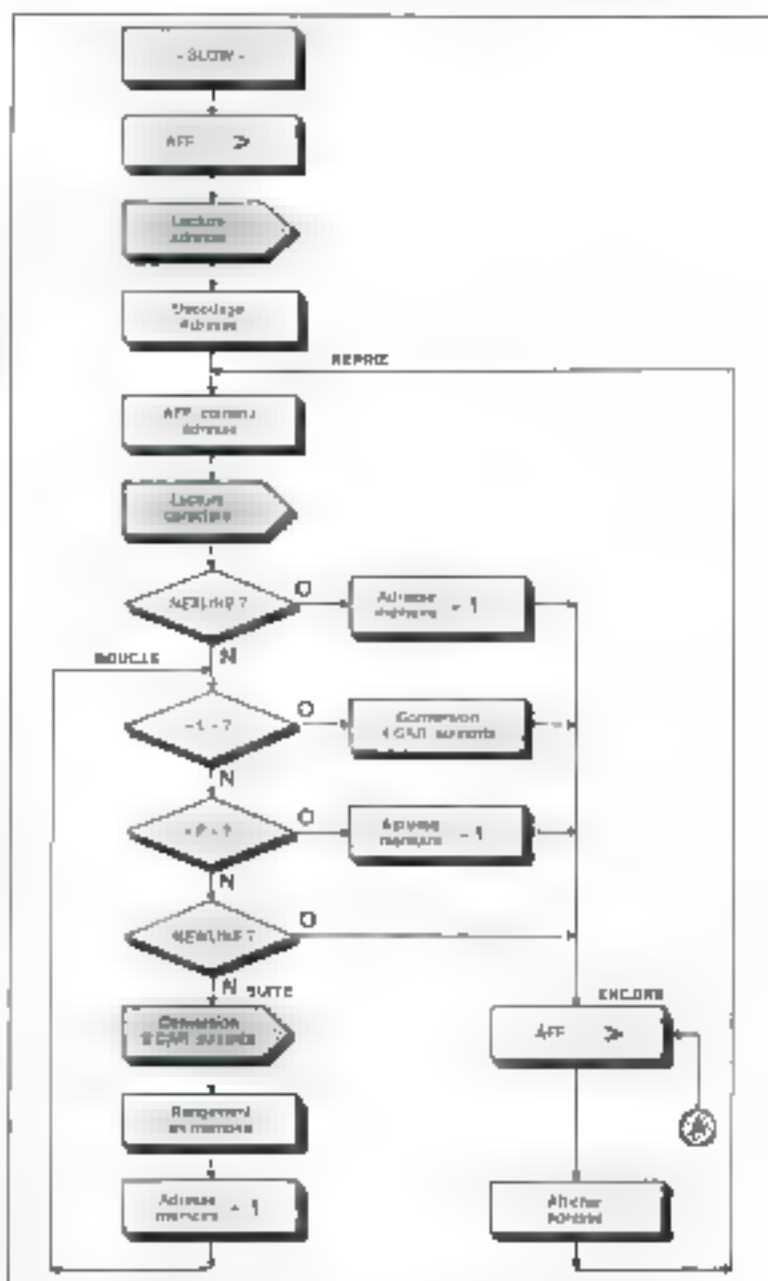 - SLOW -
AFF >
Lecture
adresse
Décodage
Adresse
REPRIZ
AFF contenu
Adresse
Lecture
caractère
NEWLINE ?
O
Adresse
+ 1
N
BOUCLE
O
Conversion
4 CAR suivants
N
O
Adresse
mémoire - 1
N
NEWLINE ?
O
N SUITE
Conversion
2 CAR suivants
ENCORE
AFF >
Rangement
en mémoire
Adresse
mémoire + 1
Afficher
adresse